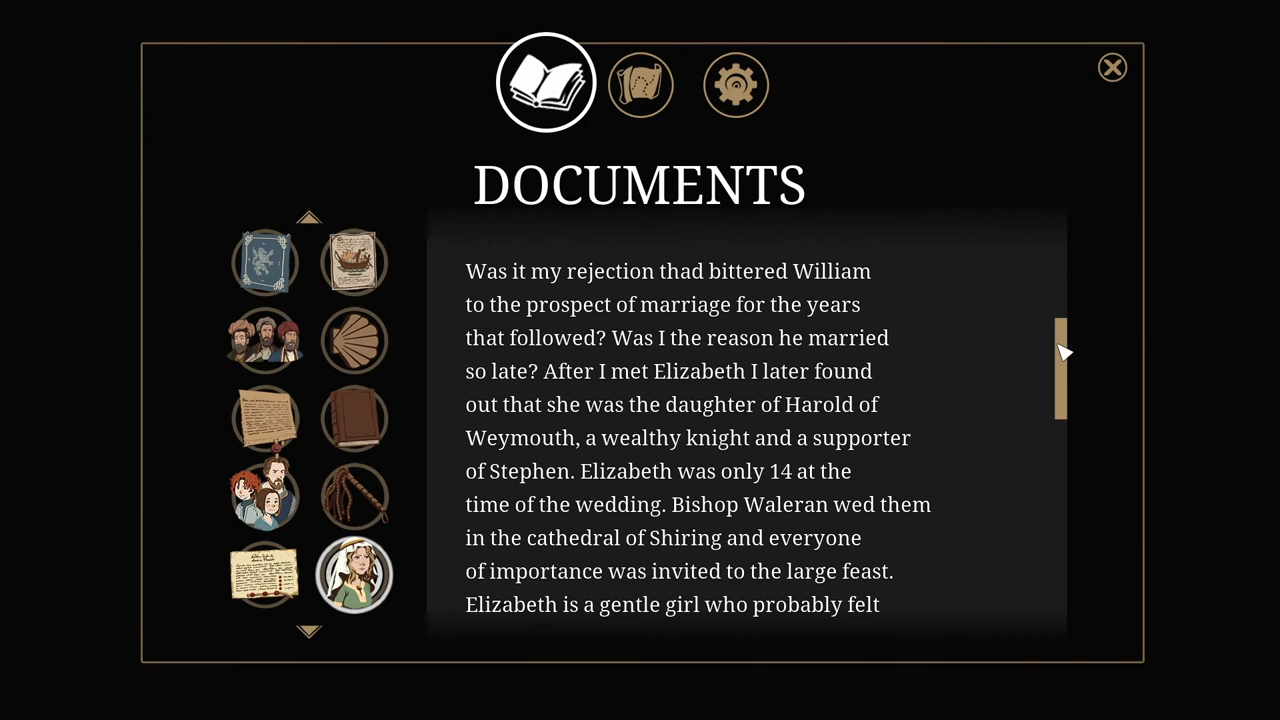 DOCUMENTS
Was it my rejection thad bittered William
to the prospect of marriage for the years
that followed? Was I the reason he married
so late? After I met Elizabeth I later found
out that she was the daughter of Harold of
Weymouth, a wealthy knight and a supporter
of Stephen. Elizabeth was only 14 at the
time of the wedding. Bishop Waleran wed them
in the cathedral of Shiring and everyone
of importance was invited to the large feast.
Elizabeth is a gentle girl who probably felt